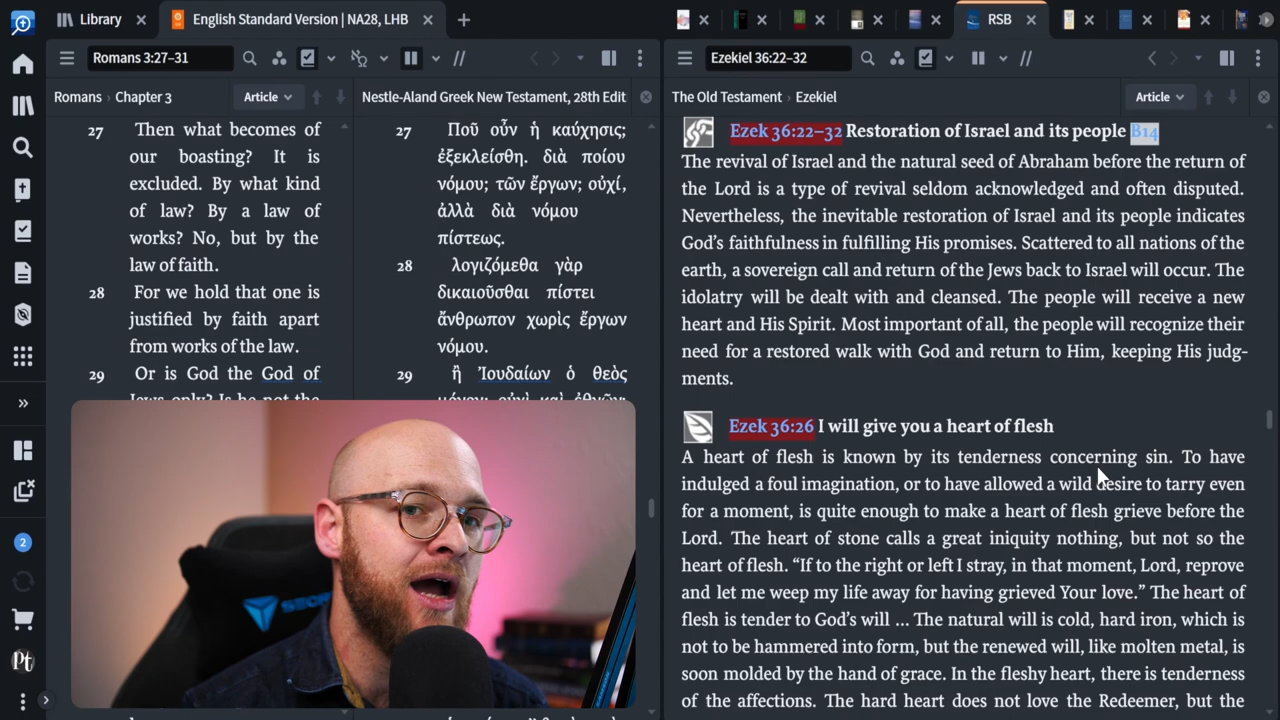 Library
English Standard Version | NA28, LHB
RSB
Romans 3:27–31
Ezekiel 36:22–32
Romans › Chapter 3
Article
Nestle-Aland Greek New Testament, 28th Edit
The Old Testament › Ezekiel
Article
27 Then what becomes of
our boasting? It is
excluded. By what kind
of law? By a law of
works? No, but by the
law of faith.
28 For we hold that one is
justified by faith apart
from works of the law.
29 Or is God the God of
Jews only? Is he not the
27 Ποῦ οὖν ἡ καύχησις;
ἐξεκλείσθη. διὰ ποίου
νόμου; τῶν ἔργων; οὐχί,
ἀλλὰ διὰ νόμου
πίστεως.
28 λογιζόμεθα γὰρ
δικαιοῦσθαι πίστει
ἄνθρωπον χωρὶς ἔργων
νόμου.
29 ἢ Ἰουδαίων ὁ θεὸς
μόνον; οὐχὶ καὶ ἐθνῶν;
Ezek 36:22–32 Restoration of Israel and its people B14
The revival of Israel and the natural seed of Abraham before the return of
the Lord is a type of revival seldom acknowledged and often disputed.
Nevertheless, the inevitable restoration of Israel and its people indicates
God’s faithfulness in fulfilling His promises. Scattered to all nations of the
earth, a sovereign call and return of the Jews back to Israel will occur. The
idolatry will be dealt with and cleansed. The people will receive a new
heart and His Spirit. Most important of all, the people will recognize their
need for a restored walk with God and return to Him, keeping His judg-
ments.
Ezek 36:26 I will give you a heart of flesh
A heart of flesh is known by its tenderness concerning sin. To have
indulged a foul imagination, or to have allowed a wild desire to tarry even
for a moment, is quite enough to make a heart of flesh grieve before the
Lord. The heart of stone calls a great iniquity nothing, but not so the
heart of flesh. “If to the right or left I stray, in that moment, Lord, reprove
and let me weep my life away for having grieved Your love.” The heart of
flesh is tender to God’s will ... The natural will is cold, hard iron, which is
not to be hammered into form, but the renewed will, like molten metal, is
soon molded by the hand of grace. In the fleshy heart, there is tenderness
of the affections. The hard heart does not love the Redeemer, but the
2
Pt